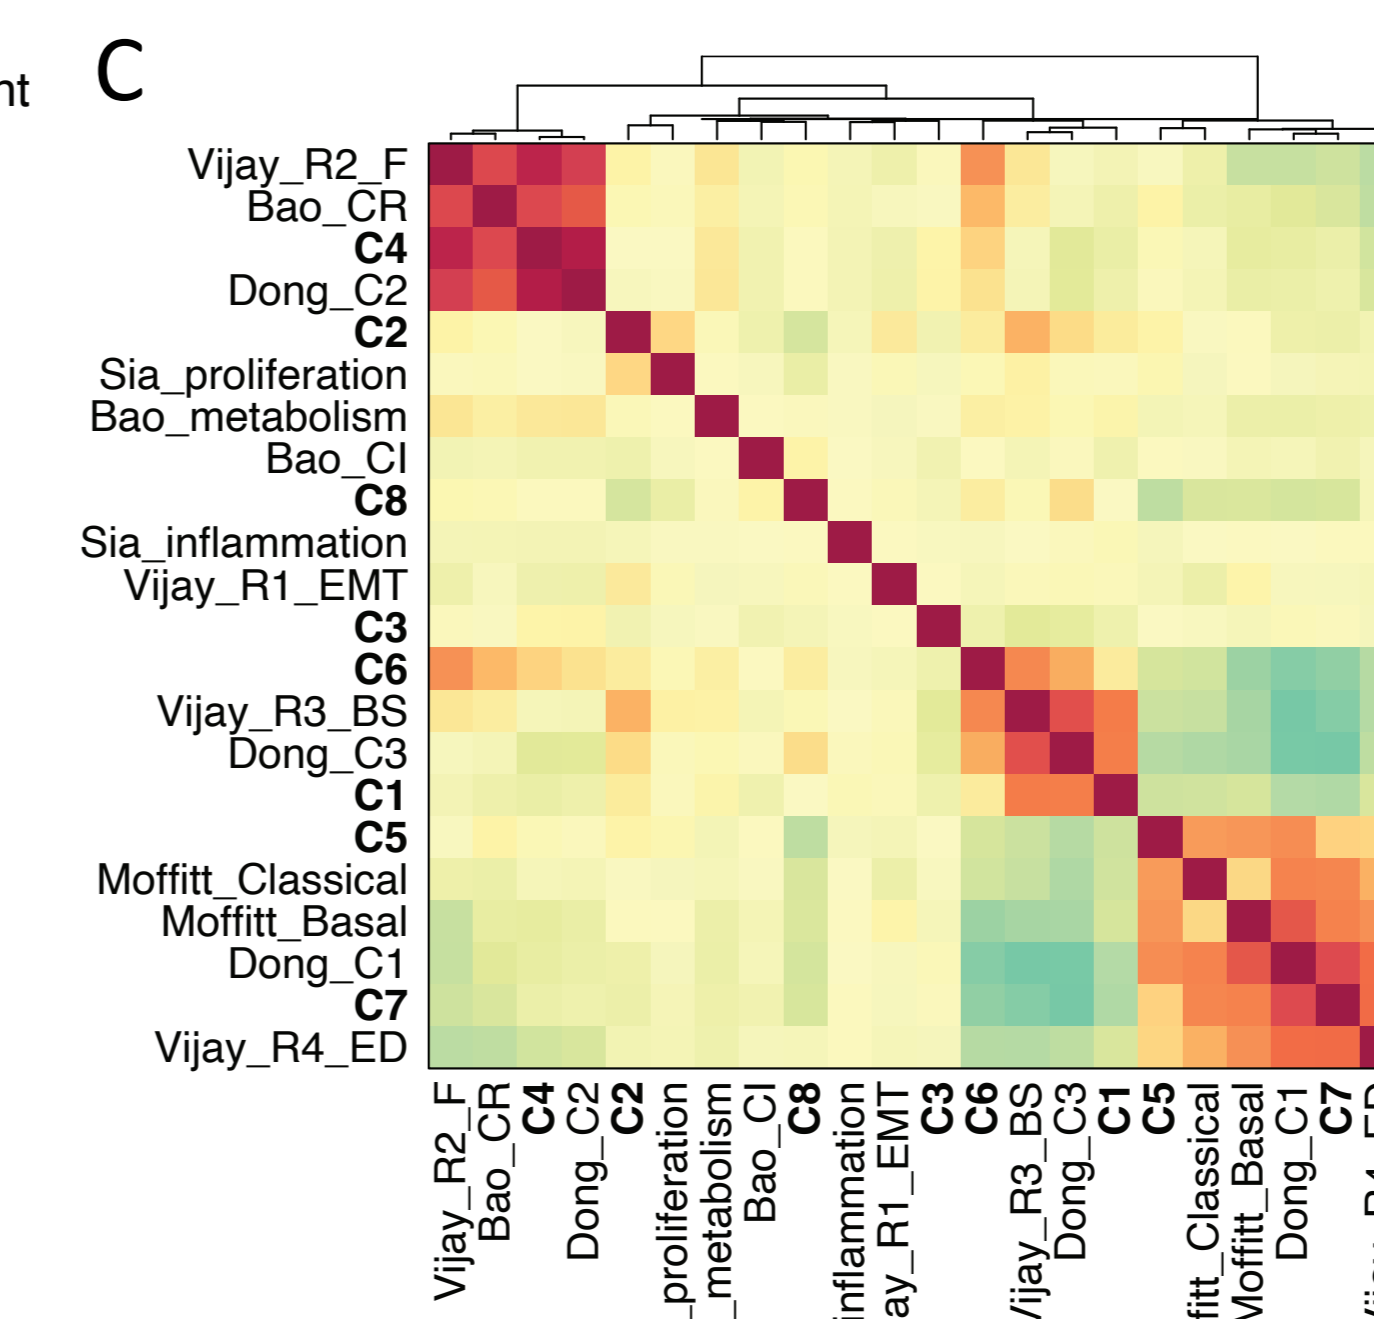 nt
C
Vijay_R2_F
Bao_CR
C4
Dong_C2
C2
Sia_proliferation
Bao_metabolism
Bao_CI
C8
Sia_inflammation
Vijay_R1_EMT
C3
C6
Vijay_R3_BS
Dong_C3
C1
C5
Moffitt_Classical
Moffitt_Basal
Dong_C1
C7
Vijay_R4_ED
Vijay_R2_F
Bao_CR
C4
Dong_C2
C2
_proliferation
_metabolism
Bao_CI
C8
inflammation
ay_R1_EMT
C3
C6
Vijay_R3_BS
Dong_C3
C1
C5
fitt_Classical
Moffitt_Basal
Dong_C1
C7